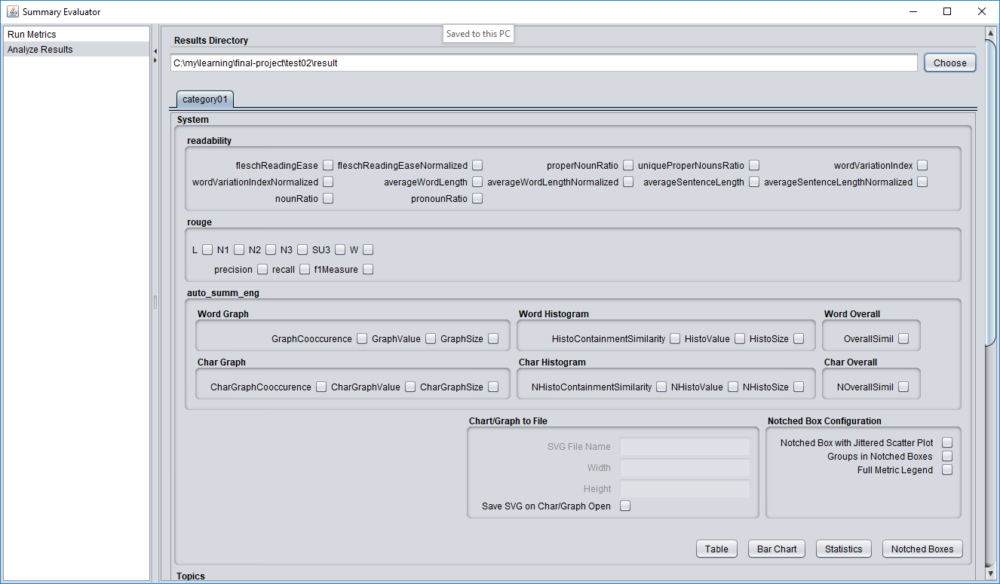 Summary Evaluator
Run Metrics
Analyze Results
Saved to this PC
Results Directory
C:\my\learning\final-project\test02\result
Choose
category01
System
readability
fleschReadingEase fleschReadingEaseNormalized properNounRatio uniqueProperNounsRatio wordVariationIndex
wordVariationIndexNormalized averageWordLength averageWordLengthNormalized averageSentenceLength averageSentenceLengthNormalized
nounRatio pronounRatio
rouge
L N1 N2 N3 SU3 W
precision recall f1Measure
auto_summ_eng
Word Graph Word Histogram Word Overall
GraphCooccurence GraphValue GraphSize HistoContainmentSimilarity HistoValue HistoSize OverallSimil
Char Graph Char Histogram Char Overall
CharGraphCooccurence CharGraphValue CharGraphSize NHistoContainmentSimilarity NHistoValue NHistoSize NOverallSimil
Chart/Graph to File
SVG File Name
Width
Height
Save SVG on Char/Graph Open
Notched Box Configuration
Notched Box with Jittered Scatter Plot
Groups in Notched Boxes
Full Metric Legend
Table Bar Chart Statistics Notched Boxes
Topics